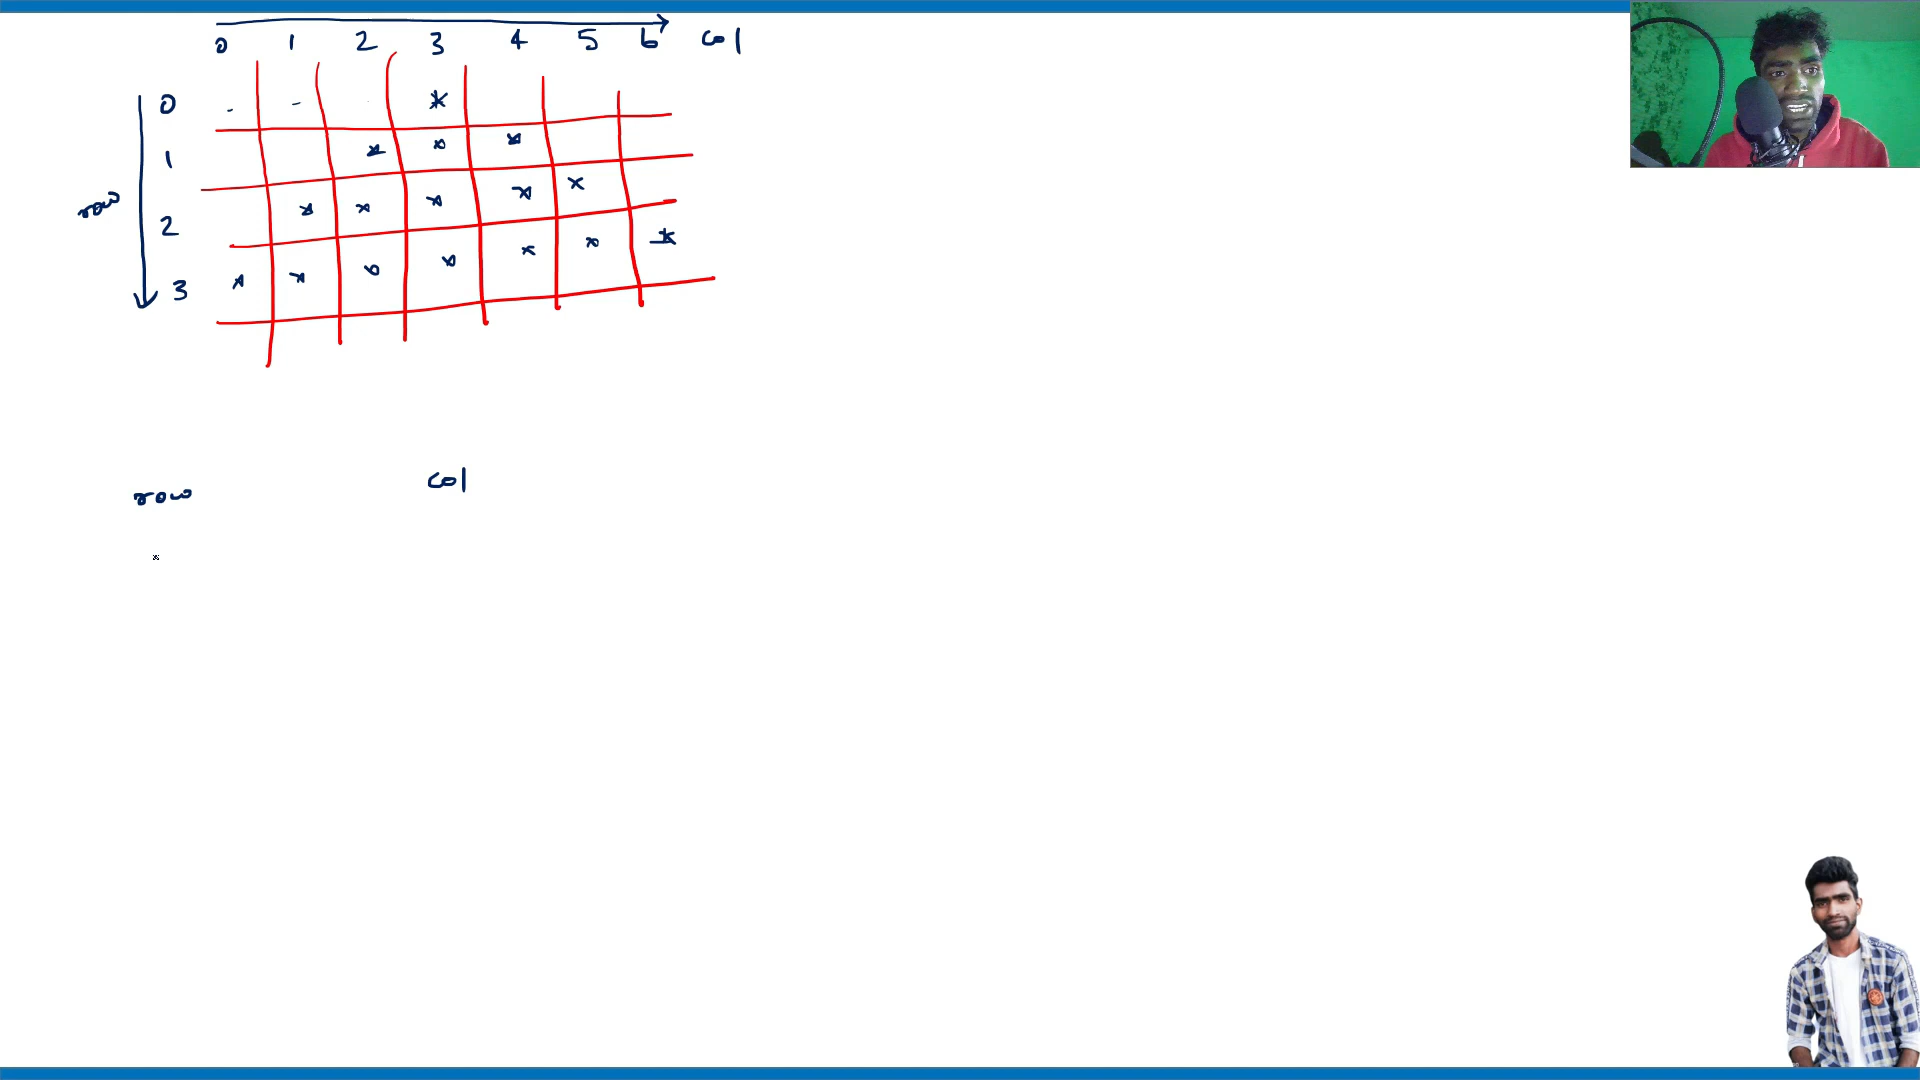 0 1 2 3 4 5 6 col
0 - - *
1 * * *
row
2 * * * * *
3 * * * * * * *
row col